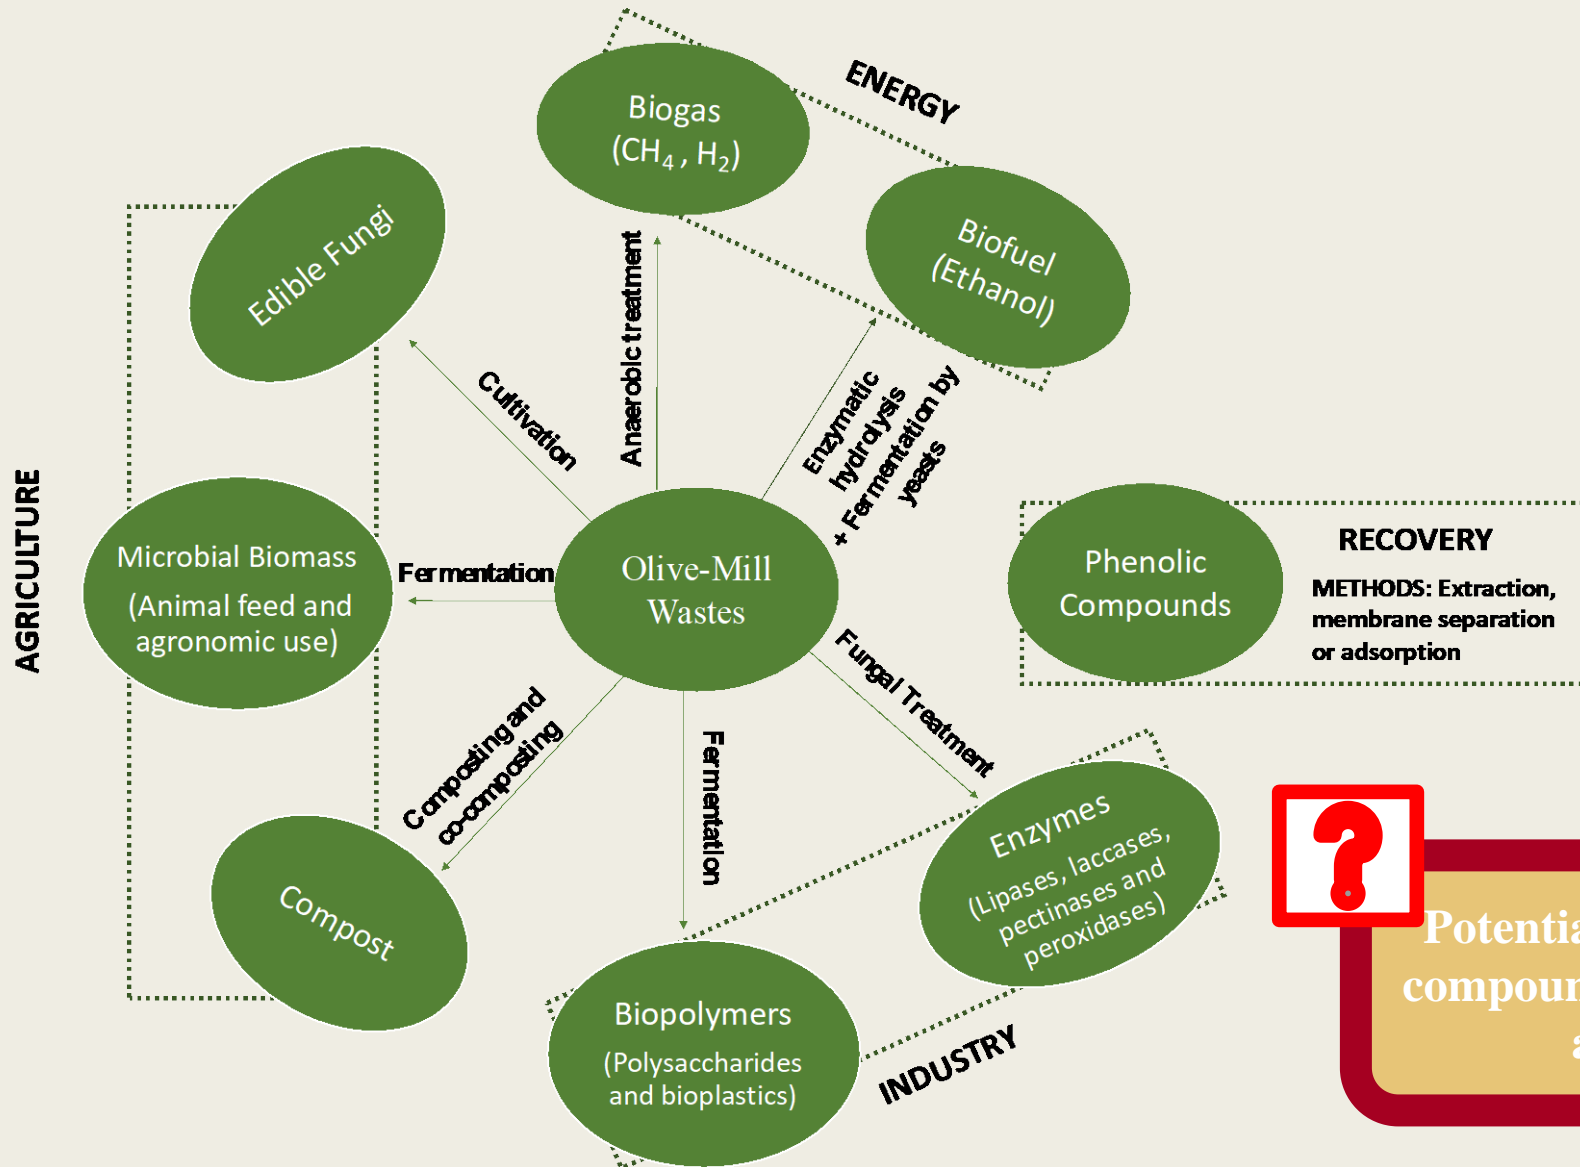 ENERGY
Biogas
(CH₄ , H₂)
Biofuel
(Ethanol)
Edible Fungi
Anaerobic treatment
Cultivation
Enzymatic
hydrolysis
+ Fermentation by
yeasts
AGRICULTURE
Microbial Biomass
(Animal feed and
agronomic use)
Fermentation
Olive-Mill
Wastes
Phenolic
Compounds
RECOVERY
METHODS: Extraction,
membrane separation
or adsorption
Fungal Treatment
Composting and
co-composting
Fermentation
Enzymes
(Lipases, laccases,
pectinases and
peroxidases)
Compost
Biopolymers
(Polysaccharides
and bioplastics)
INDUSTRY
?